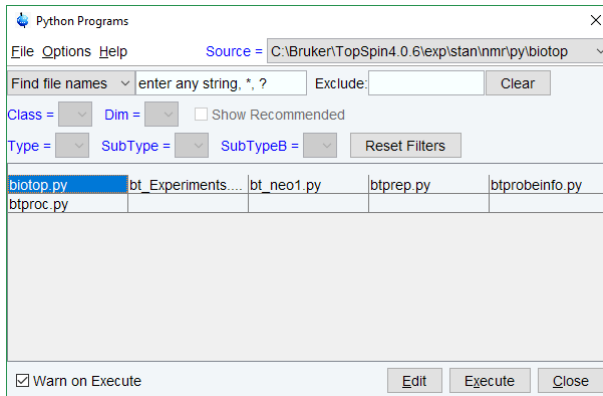 Python Programs
File Options Help Source = C:\Bruker\TopSpin4.0.6\exp\stan\nmr\py\biotop
Find file names enter any string, *, ? Exclude: Clear
Class = Dim = Show Recommended
Type = SubType = SubTypeB = Reset Filters
biotop.py bt_Experiments.... bt_neo1.py btprep.py btprobeinfo.py
btproc.py
Warn on Execute Edit Execute Close